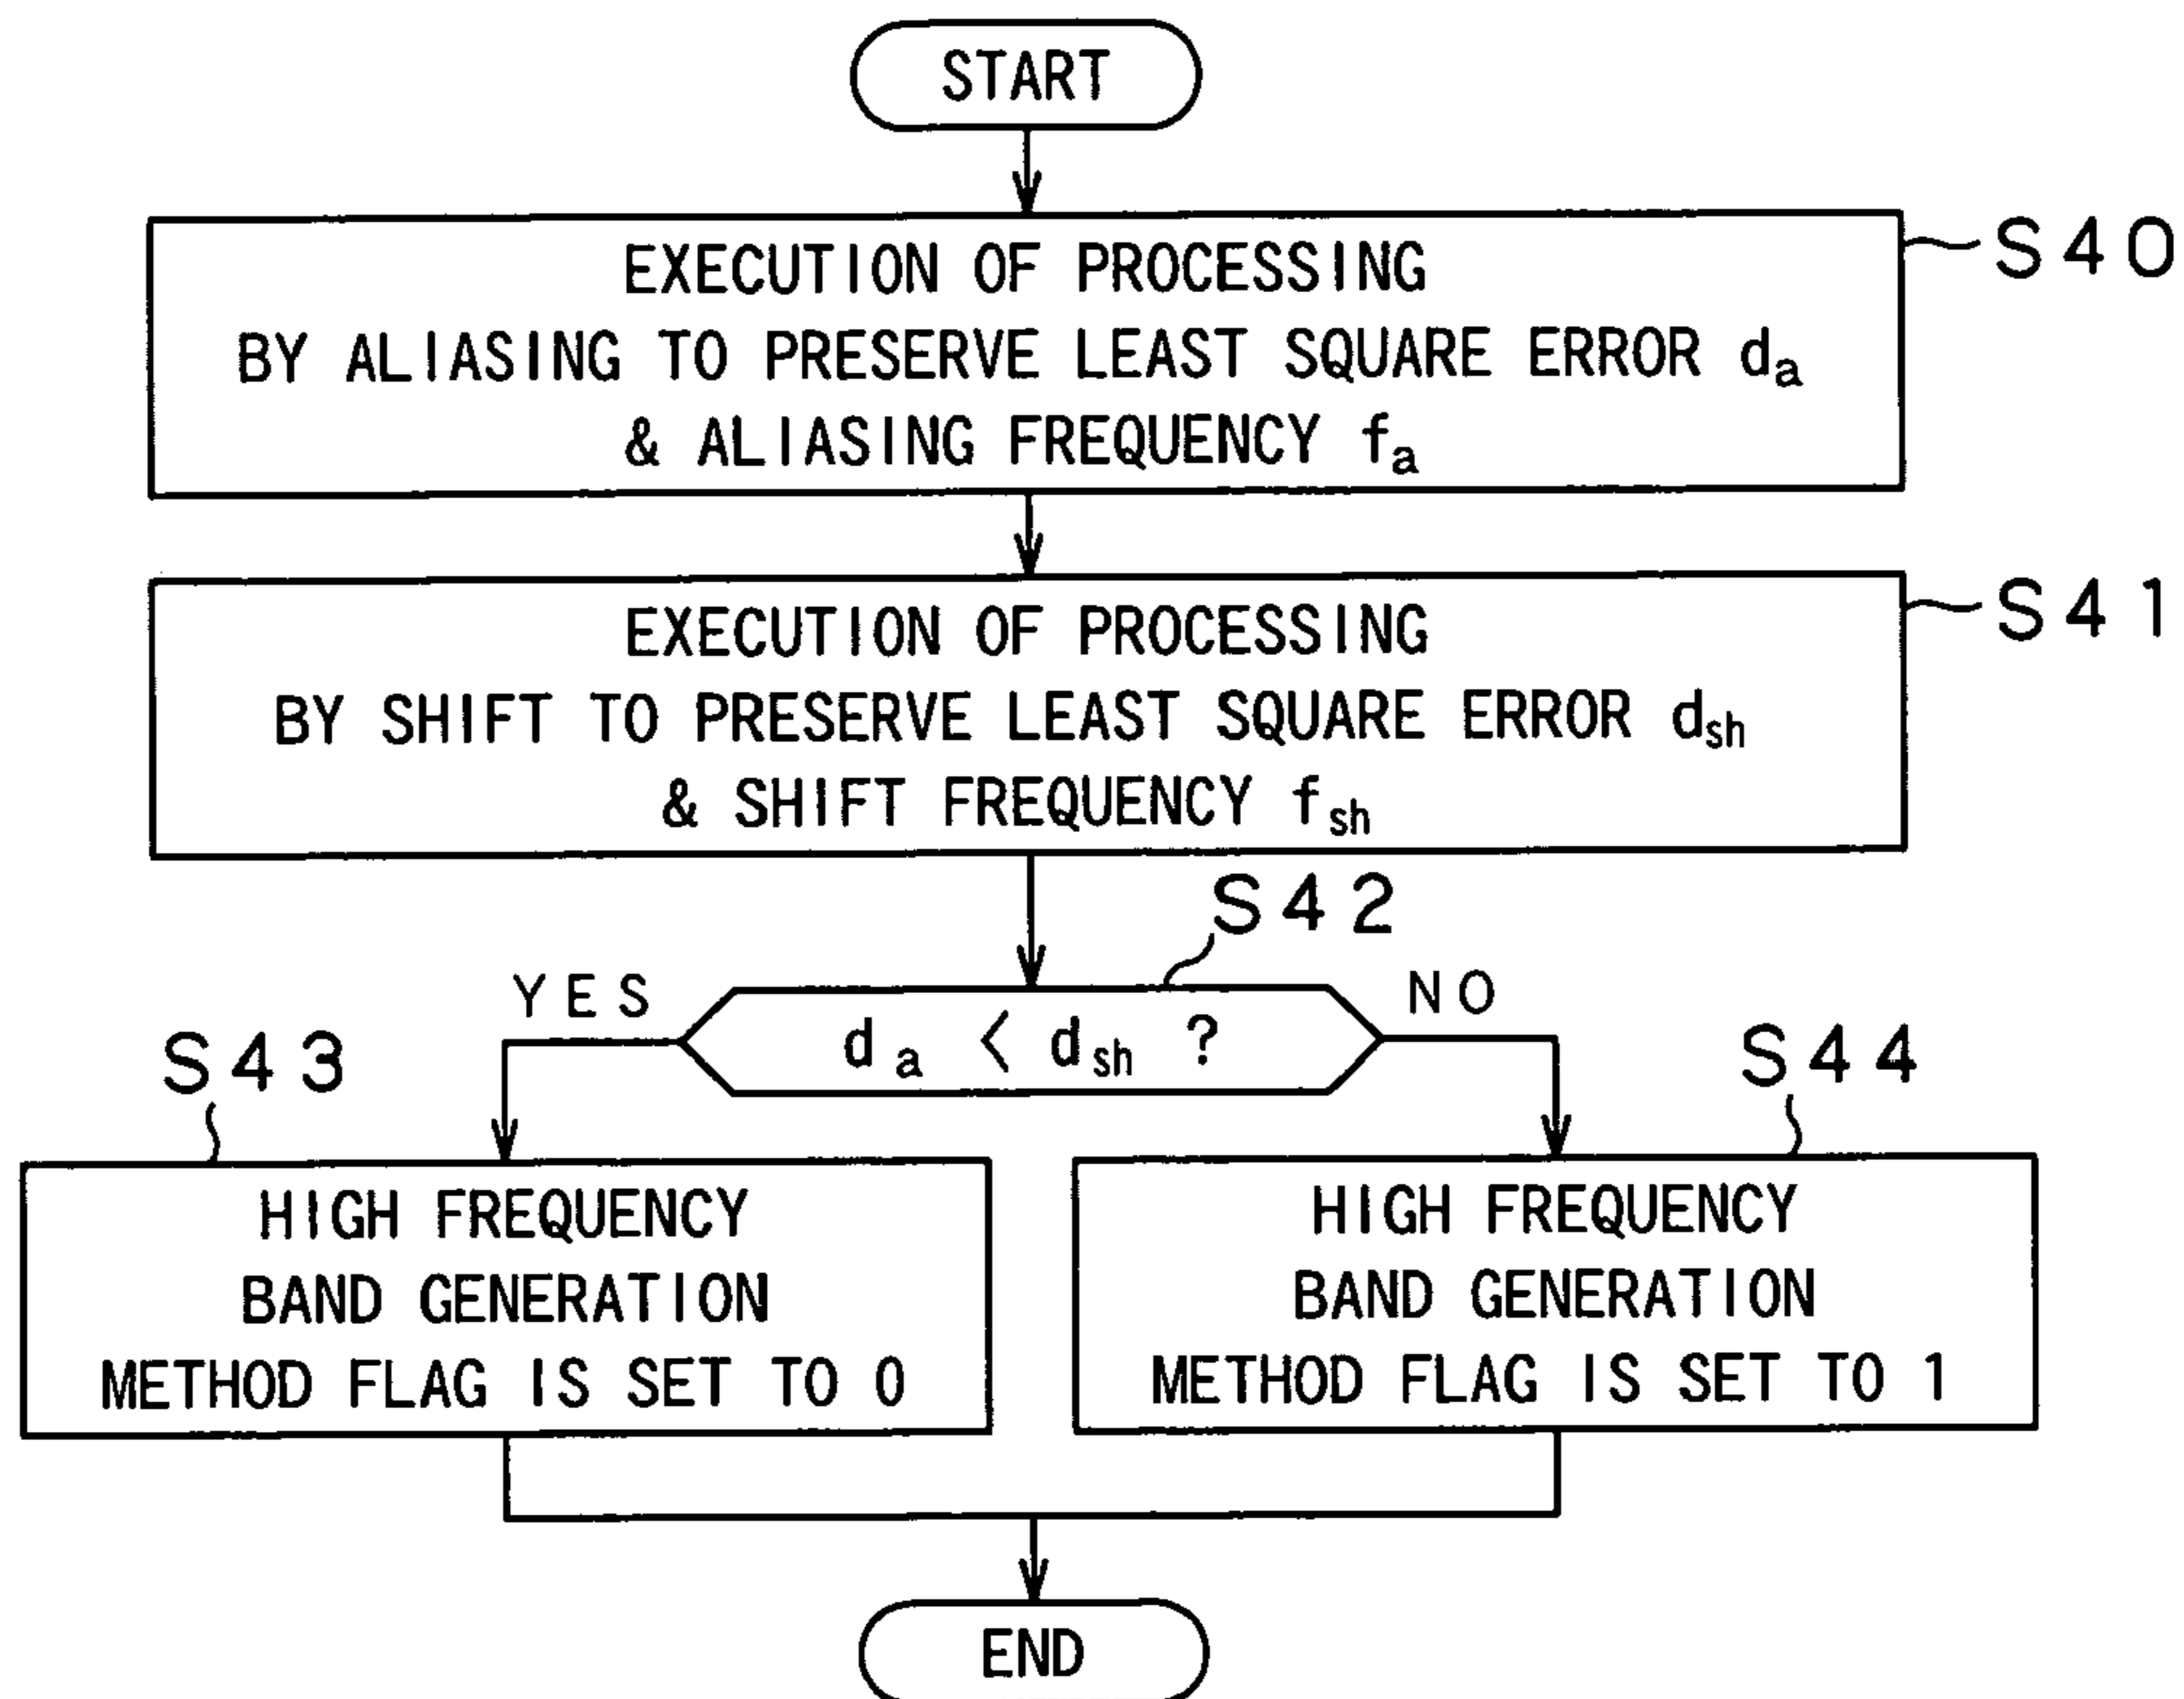 START
EXECUTION OF PROCESSING
BY ALIASING TO PRESERVE LEAST SQUARE ERROR da
& ALIASING FREQUENCY fa
S40
EXECUTION OF PROCESSING
BY SHIFT TO PRESERVE LEAST SQUARE ERROR dsh
& SHIFT FREQUENCY fsh
S41
S42
YES
da < dsh ?
NO
S43
S44
HIGH FREQUENCY
BAND GENERATION
METHOD FLAG IS SET TO 0
HIGH FREQUENCY
BAND GENERATION
METHOD FLAG IS SET TO 1
END